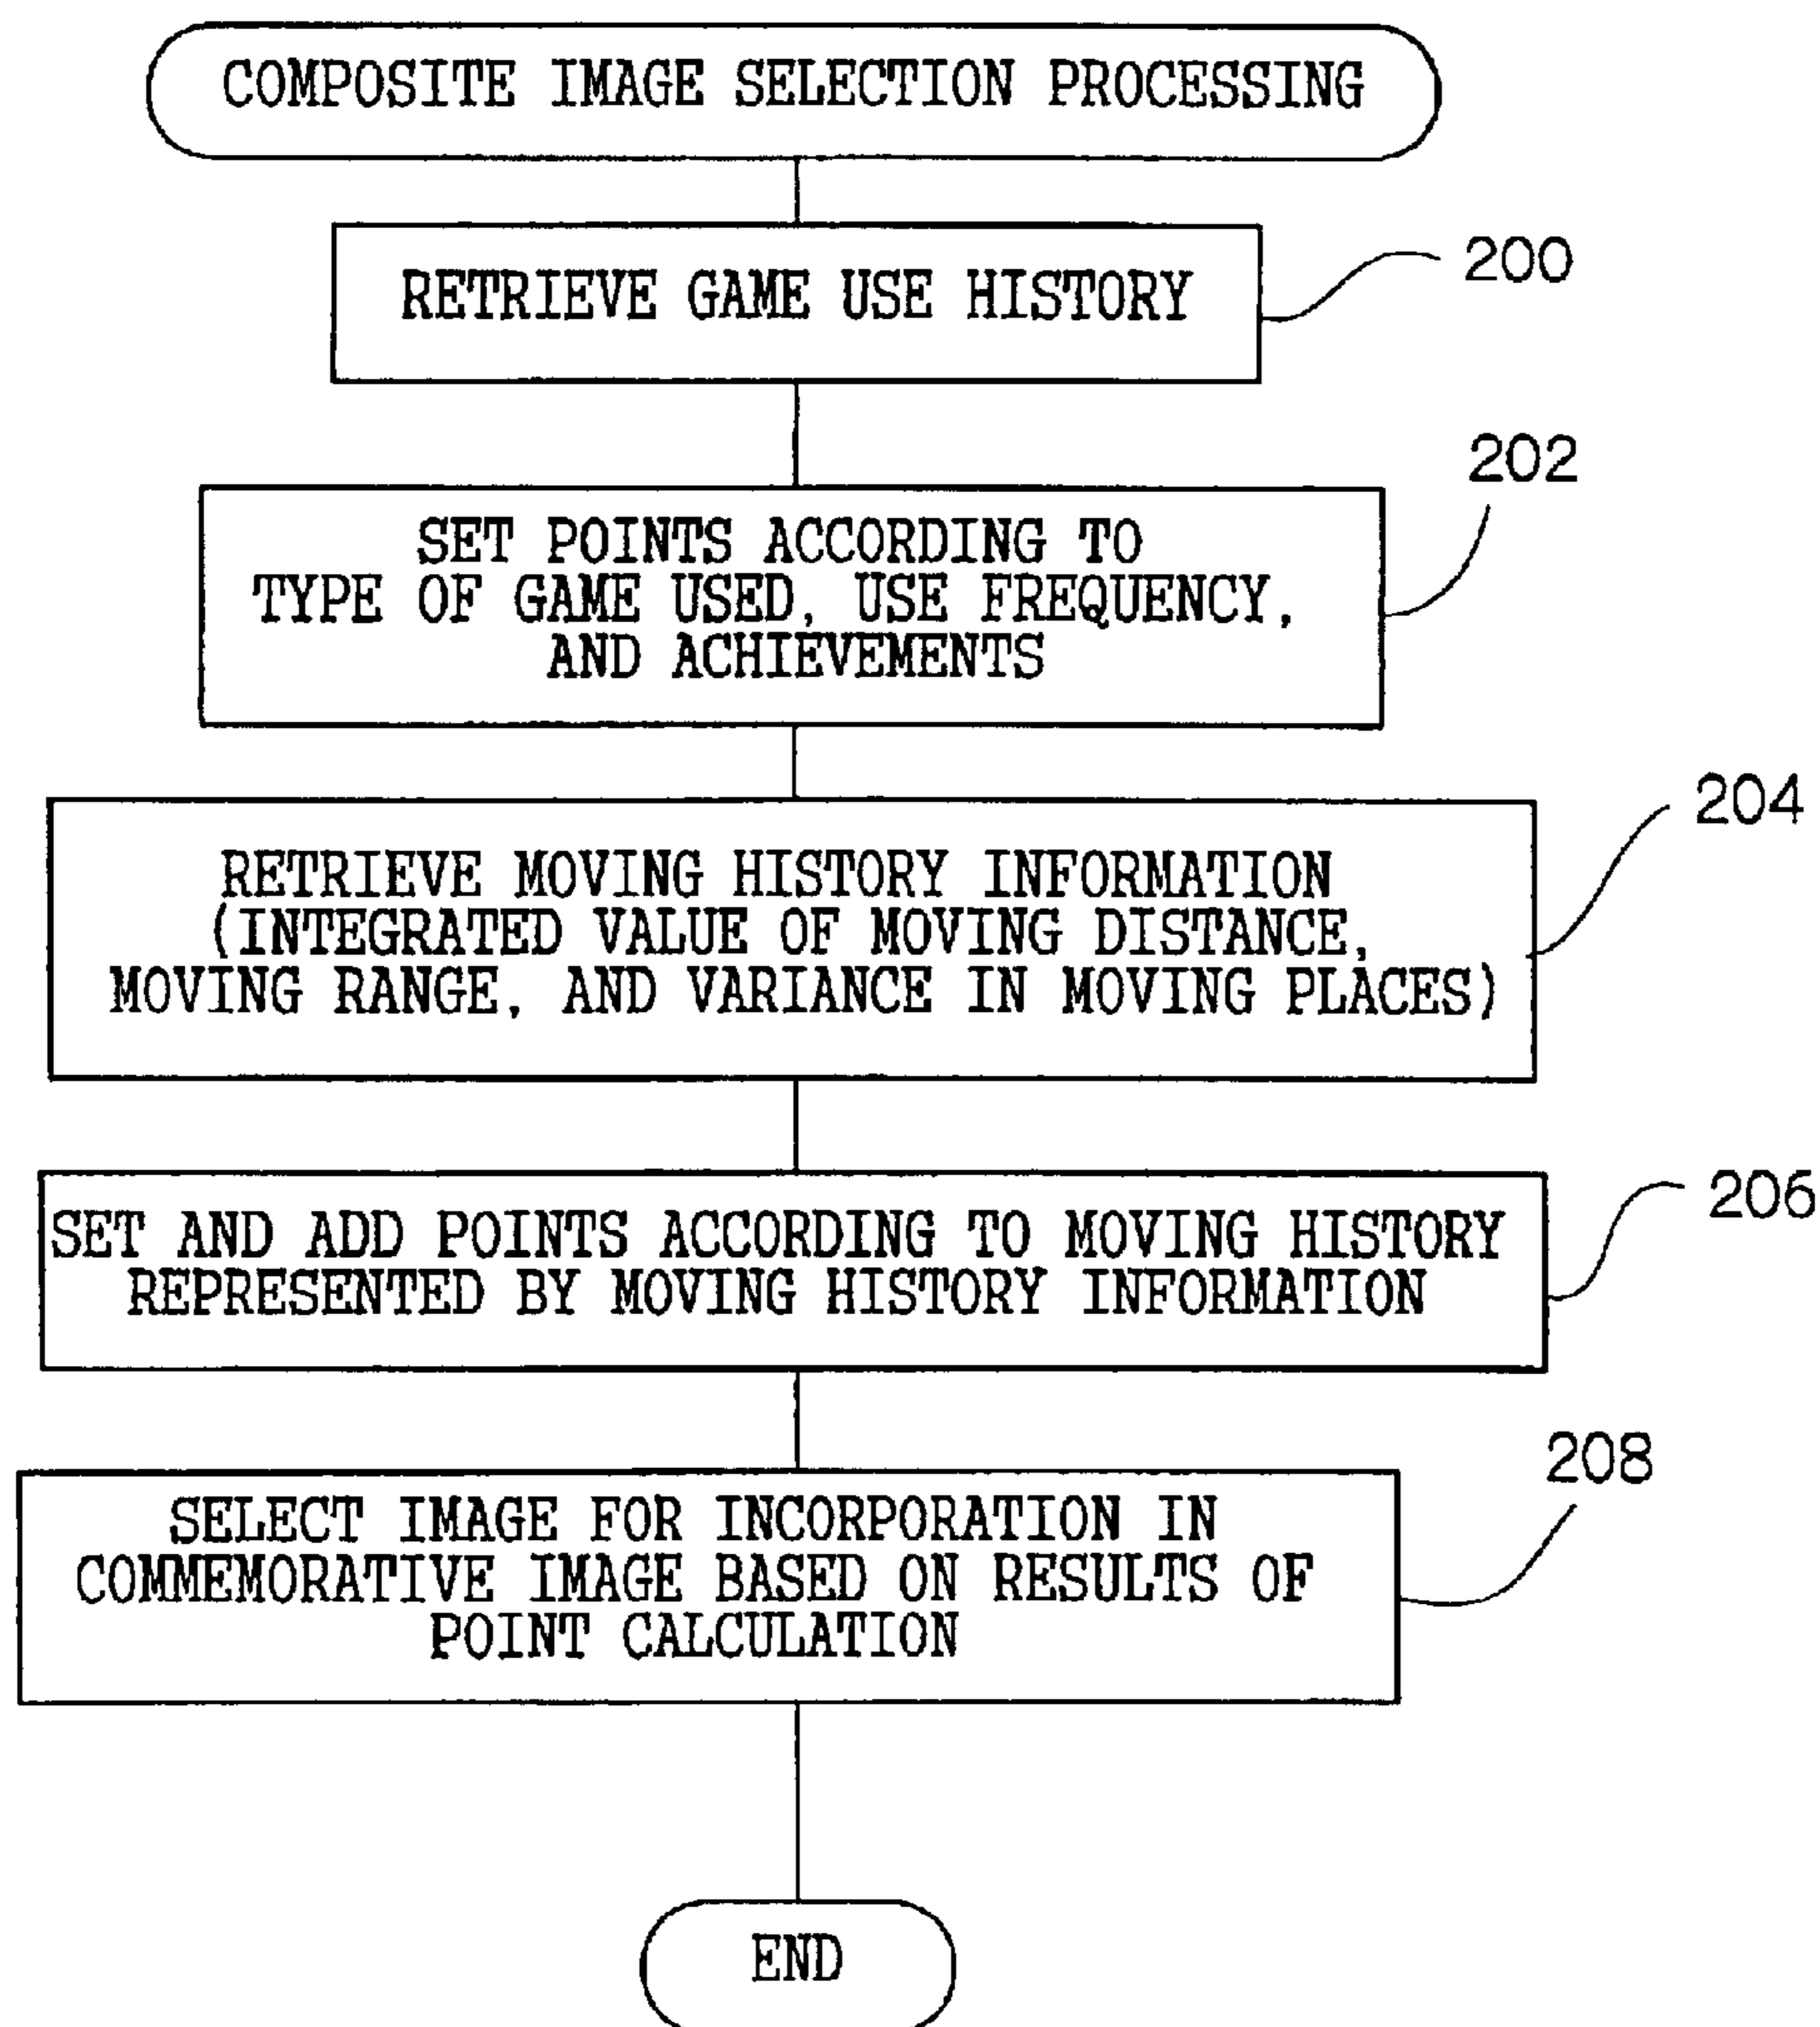 COMPOSITE IMAGE SELECTION PROCESSING
RETRIEVE GAME USE HISTORY
200
202
SET POINTS ACCORDING TO
TYPE OF GAME USED, USE FREQUENCY,
AND ACHIEVEMENTS
204
RETRIEVE MOVING HISTORY INFORMATION
(INTEGRATED VALUE OF MOVING DISTANCE,
MOVING RANGE, AND VARIANCE IN MOVING PLACES)
206
SET AND ADD POINTS ACCORDING TO MOVING HISTORY
REPRESENTED BY MOVING HISTORY INFORMATION
208
SELECT IMAGE FOR INCORPORATION IN
COMMEMORATIVE IMAGE BASED ON RESULTS OF
POINT CALCULATION
END